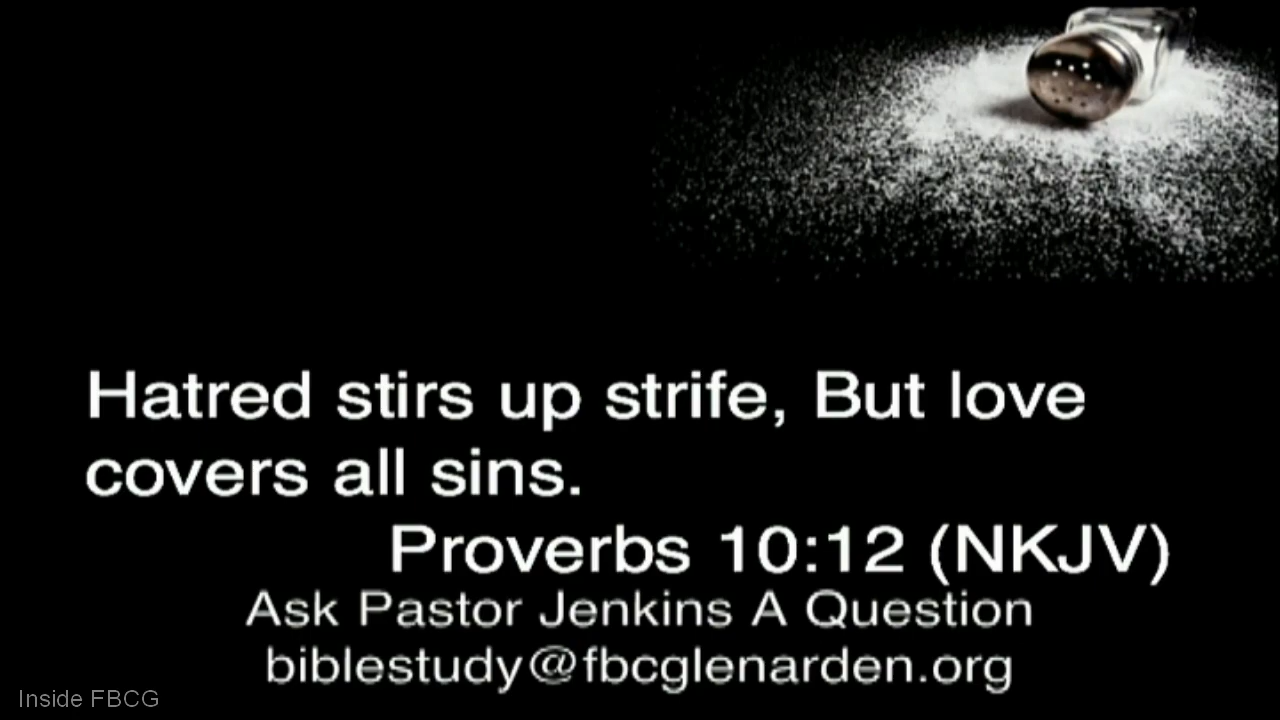 Hatred stirs up strife, But love
covers all sins.
Proverbs 10:12 (NKJV)
Ask Pastor Jenkins A Question
biblestudy@fbcglenarden.org
Inside FBCG